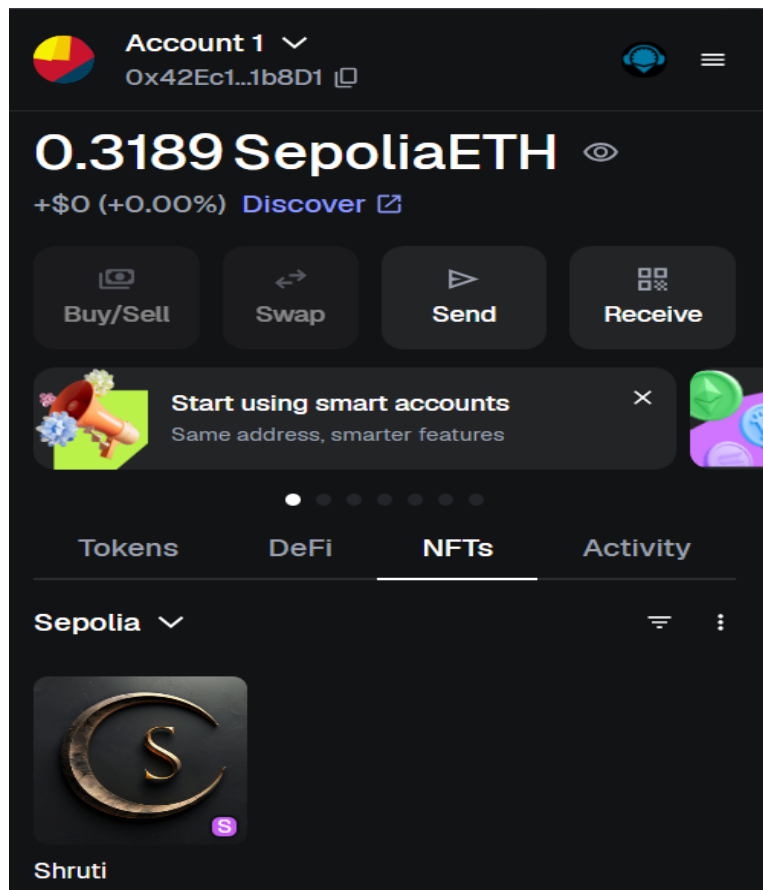 Account 1
0x42Ec1...1b8D1
0.3189 SepoliaETH
+$0 (+0.00%) Discover
Buy/Sell Swap Send Receive
Start using smart accounts
Same address, smarter features
Tokens DeFi NFTs Activity
Sepolia
S
S
Shruti